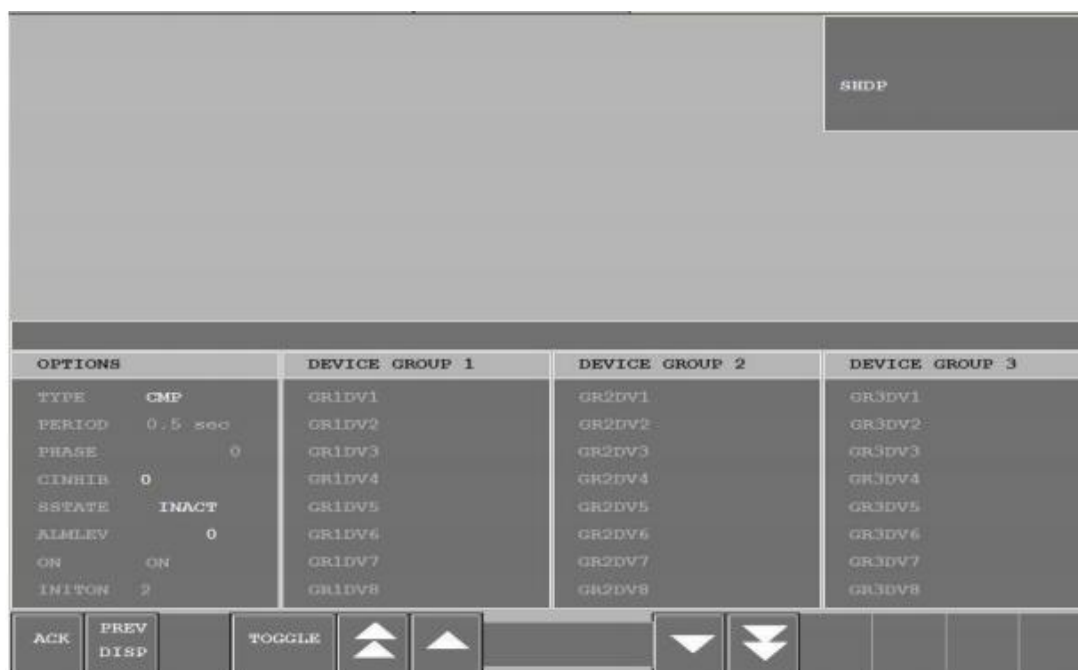 SHDP
OPTIONS DEVICE GROUP 1 DEVICE GROUP 2 DEVICE GROUP 3
TYPE CMP GR1DV1 GR2DV1 GR3DV1
PERIOD 0.5 sec GR1DV2 GR2DV2 GR3DV2
PHASE 0 GR1DV3 GR2DV3 GR3DV3
CINHIB 0 GR1DV4 GR2DV4 GR3DV4
SSTATE INACT GR1DV5 GR2DV5 GR3DV5
ALMLEV 0 GR1DV6 GR2DV6 GR3DV6
ON ON GR1DV7 GR2DV7 GR3DV7
INITON 2 GR1DV8 GR2DV8 GR3DV8
ACK PREV DISP TOGGLE